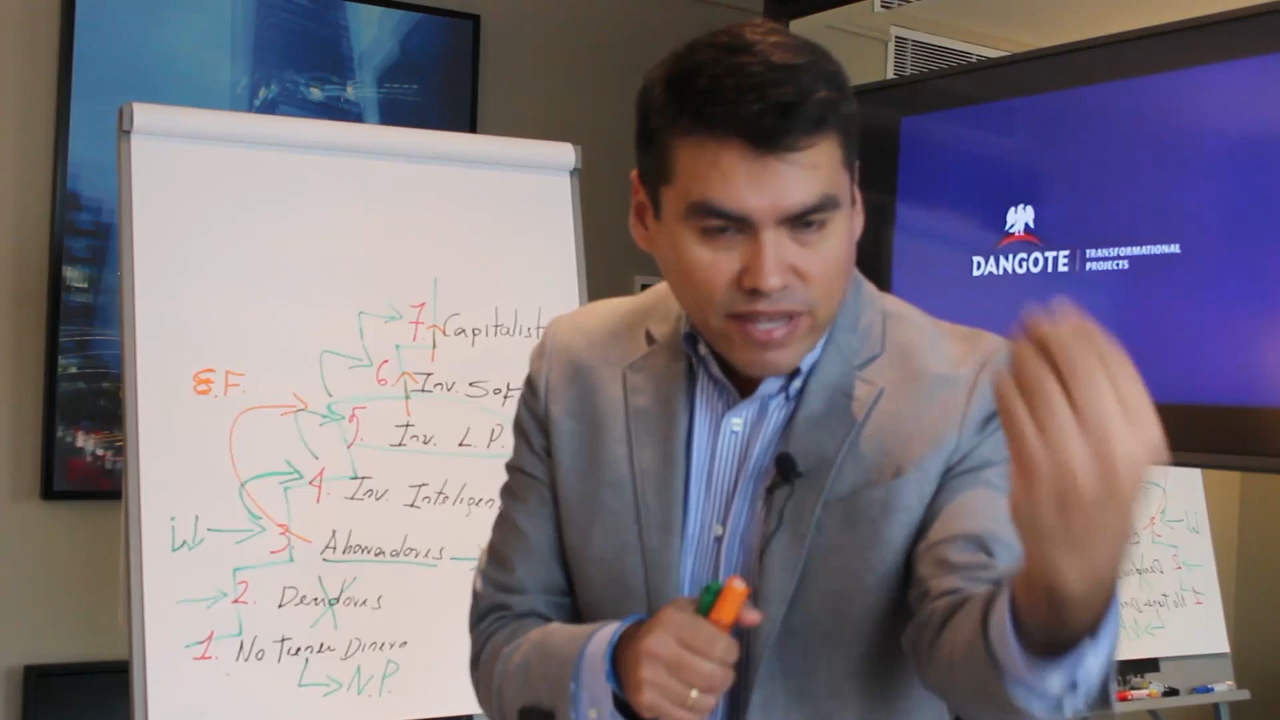 7. Capitalist
6. Inv. Sof
8.F.
5. Inv. L.P.
4. Inv. Inteligen
3 Ahorradores
2. Deudores
1. No Tienen Dinero
N.P.
DANGOTE
TRANSFORMATIONAL
PROJECTS